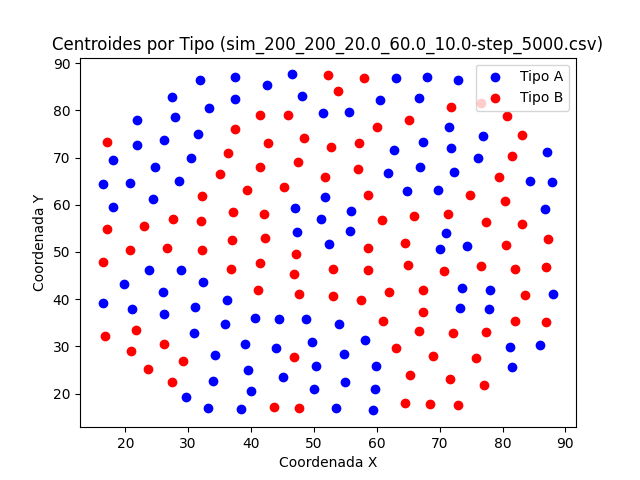 Centroides por Tipo (sim_200_200_20.0_60.0_10.0-step_5000.csv)
Tipo A
Tipo B
90
80
70
60
50
40
30
20
Coordenada Y
20 30 40 50 60 70 80 90
Coordenada X